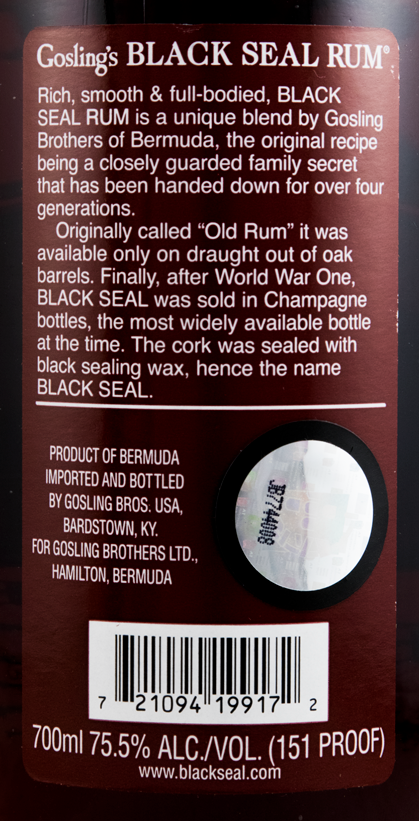 Gosling's BLACK SEAL RUM®
Rich, smooth & full-bodied, BLACK
SEAL RUM is a unique blend by Gosling
Brothers of Bermuda, the original recipe
being a closely guarded family secret
that has been handed down for over four
generations.
Originally called “Old Rum” it was
available only on draught out of oak
barrels. Finally, after World War One,
BLACK SEAL was sold in Champagne
bottles, the most widely available bottle
at the time. The cork was sealed with
black sealing wax, hence the name
BLACK SEAL.
PRODUCT OF BERMUDA
IMPORTED AND BOTTLED
BY GOSLING BROS. USA,
BARDSTOWN, KY.
FOR GOSLING BROTHERS LTD.,
HAMILTON, BERMUDA
JB7744008
7 21094 19917 2
700ml 75.5% ALC./VOL. (151 PROOF)
www.blackseal.com